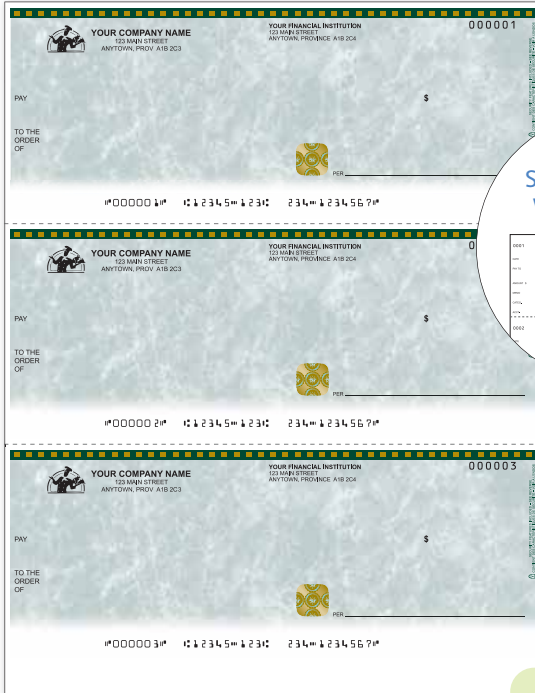 YOUR COMPANY NAME
123 MAIN STREET
ANYTOWN, PROV A1B 2C3
YOUR FINANCIAL INSTITUTION
123 MAIN STREET
ANYTOWN, PROVINCE A1B 2C4
000001
PAY
$
TO THE
ORDER
OF
PER
⑈000001⑈ ⑆12345⑉123⑆ 234⑉1234567⑈
S
0001
0002
YOUR COMPANY NAME
123 MAIN STREET
ANYTOWN, PROV A1B 2C3
YOUR FINANCIAL INSTITUTION
123 MAIN STREET
ANYTOWN, PROVINCE A1B 2C4
0
PAY
$
TO THE
ORDER
OF
PER
⑈000002⑈ ⑆12345⑉123⑆ 234⑉1234567⑈
YOUR COMPANY NAME
123 MAIN STREET
ANYTOWN, PROV A1B 2C3
YOUR FINANCIAL INSTITUTION
123 MAIN STREET
ANYTOWN, PROVINCE A1B 2C4
000003
PAY
$
TO THE
ORDER
OF
PER
⑈000003⑈ ⑆12345⑉123⑆ 234⑉1234567⑈